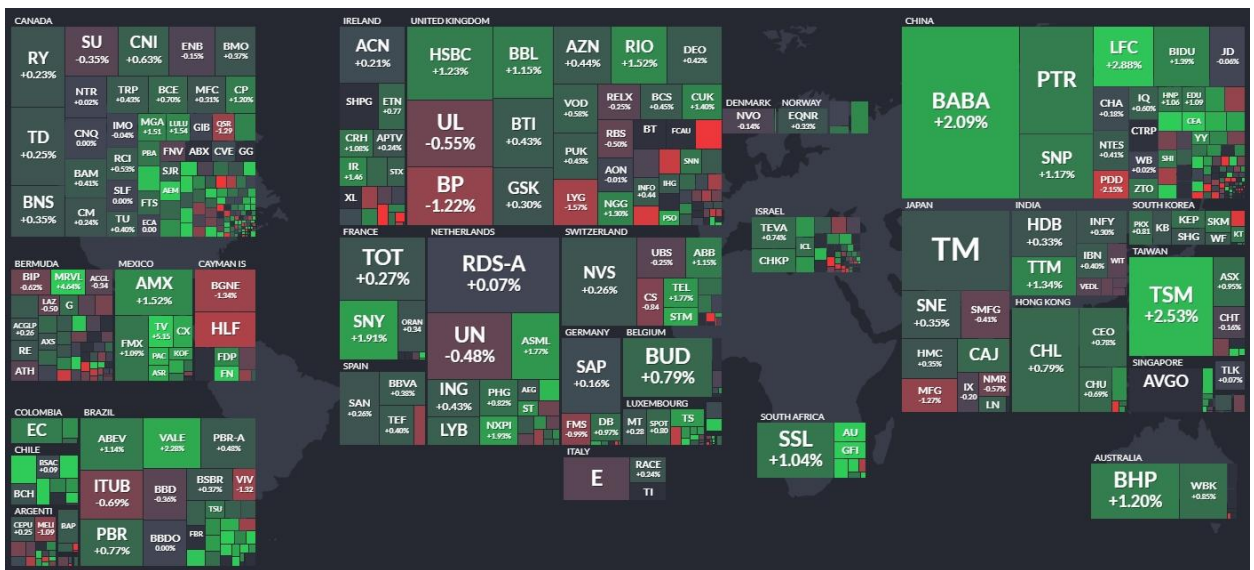 CANADA
RY
+0.23%
TD
+0.25%
BNS
+0.35%
SU
-0.35%
CNI
+0.63%
ENB
-0.15%
BMO
+0.37%
NTR
+0.02%
TRP
+0.43%
BCE
+0.70%
MFC
+0.31%
CP
+1.20%
CNQ
0.00%
IMO
-0.04%
MGA
+1.51
LULU
+1.54
GIB
QSR
-1.29
BAM
+0.41%
RCI
+0.53%
PBA
FNV
ABX
CVE
GG
SJR
SLF
0.00%
AEM
CM
+0.24%
TU
+0.40%
FTS
ECA
0.00
IRELAND
ACN
+0.21%
SHPG
ETN
+0.77
CRH
+1.08%
APTV
+0.24%
IR
+1.46
STX
XL
UNITED KINGDOM
HSBC
+1.23%
BBL
+1.15%
AZN
+0.44%
RIO
+1.52%
DEO
+0.42%
UL
-0.55%
BTI
+0.43%
VOD
+0.58%
RELX
-0.25%
BCS
+0.45%
CUK
+1.40%
RBS
-0.50%
BT
FCAU
BP
-1.22%
GSK
+0.30%
PUK
+0.43%
AON
-0.01%
SNN
LYG
-1.57%
NGG
+1.30%
INFO
+0.44
IHG
PSO
DENMARK
NVO
-0.14%
NORWAY
EQNR
+0.33%
CHINA
BABA
+2.09%
PTR
SNP
+1.17%
LFC
+2.88%
BIDU
+1.39%
JD
-0.06%
CHA
+0.18%
IQ
+0.60%
HNP
+1.06
EDU
+1.09
CEA
NTES
+0.41%
CTRP
YY
WB
+0.02%
SHI
PDD
-2.15%
ZTO
BERMUDA
BIP
-0.62%
MRVL
+4.64%
ACGL
-0.34
LAZ
-0.50
G
ACGLP
+0.26
AXS
RE
ATH
MEXICO
AMX
+1.52%
FMX
+1.09%
TV
+5.15
CX
PAC
KOF
ASR
CAYMAN IS
BGNE
-1.34%
HLF
FDP
FN
FRANCE
TOT
+0.27%
SNY
+1.91%
ORAN
+0.34
NETHERLANDS
RDS-A
+0.07%
UN
-0.48%
ASML
+1.77%
ING
+0.43%
PHG
+0.82%
AEG
LYB
NXPI
+1.93%
ST
SWITZERLAND
NVS
+0.26%
UBS
-0.25%
ABB
+1.15%
CS
-0.84
TEL
+1.77%
STM
ISRAEL
TEVA
+0.74%
ICL
CHKP
JAPAN
TM
SNE
+0.35%
SMFG
-0.41%
HMC
+0.35%
CAJ
MFG
-1.27%
IX
-0.20
NMR
-0.57%
LN
INDIA
HDB
+0.33%
INFY
+0.30%
TTM
+1.34%
IBN
+0.40%
WIT
VEDL
SOUTH KOREA
PKX
+0.81
KB
KEP
SKM
SHG
WF
KT
TAIWAN
TSM
+2.53%
ASX
+0.95%
CHT
-0.16%
HONG KONG
CHL
+0.79%
CEO
+0.78%
CHU
+0.69%
SINGAPORE
AVGO
TLK
+0.07%
SPAIN
SAN
+0.26%
BBVA
+0.38%
TEF
+0.40%
GERMANY
SAP
+0.16%
FMS
-0.99%
DB
+0.97%
BELGIUM
BUD
+0.79%
LUXEMBOURG
MT
+0.28
SPOT
+0.80
TS
ITALY
E
RACE
+0.24%
TI
COLOMBIA
EC
CHILE
BSAC
+0.09
BCH
ARGENTI
CEPU
+0.25
MELI
-1.09
BAP
BRAZIL
ABEV
+1.14%
VALE
+2.28%
PBR-A
+0.48%
ITUB
-0.69%
BBD
-0.36%
BSBR
+0.37%
VIV
-1.32
TSU
PBR
+0.77%
BBDO
0.00%
FBR
SOUTH AFRICA
SSL
+1.04%
AU
GFI
AUSTRALIA
BHP
+1.20%
WBK
+0.85%